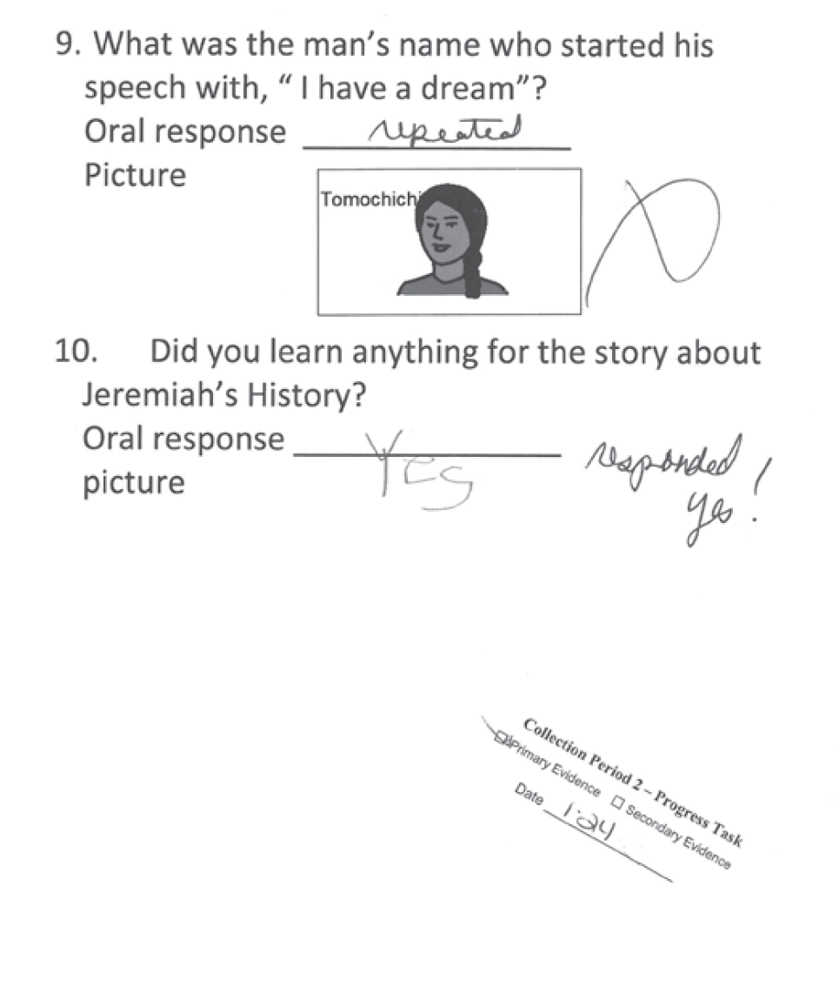 9. What was the man's name who started his
speech with, “ I have a dream”?
Oral response repeated
Picture
Tomochichi
10. Did you learn anything for the story about
Jeremiah's History?
Oral response
YES
responded
yes!
picture
Collection Period 2 – Progress Task
Primary Evidence ☐ Secondary Evidence
Date 1-24